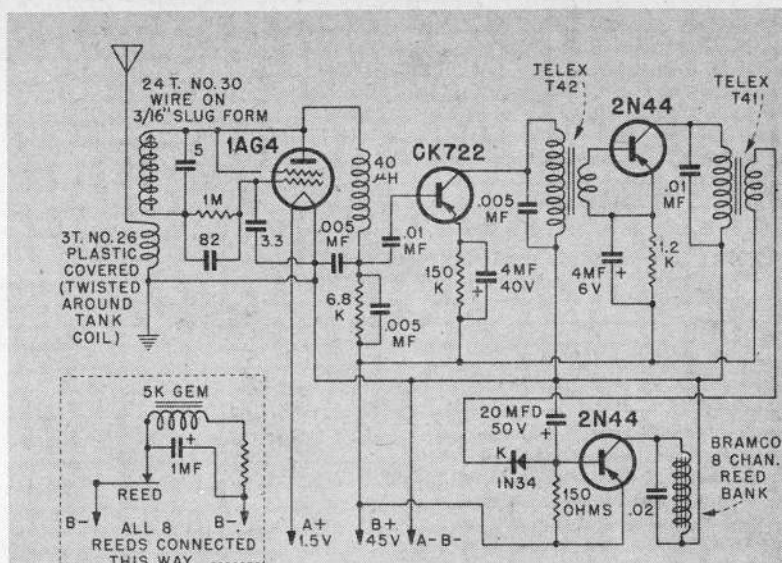 24 T. NO.30
WIRE ON
3/16" SLUG FORM
1AG4
5
1M
82
3.3
3T. NO.26
PLASTIC
COVERED
(TWISTED
AROUND
TANK
COIL)
40
μH
.005
MF
6.8
K
.005
MF
.01
MF
CK722
150
K
4MF
40V
.005
MF
TELEX
T42
2N44
TELEX
T41
.01
MF
1.2
K
4MF
6V
20 MFD
50V
2N44
K
1N34
150
OHMS
.02
BRAMCO
8 CHAN.
REED
BANK
5K GEM
1MF
REED
B-
B-
ALL 8
REEDS CONNECTED
THIS WAY
A+
1.5V
B+
45V
A-B-